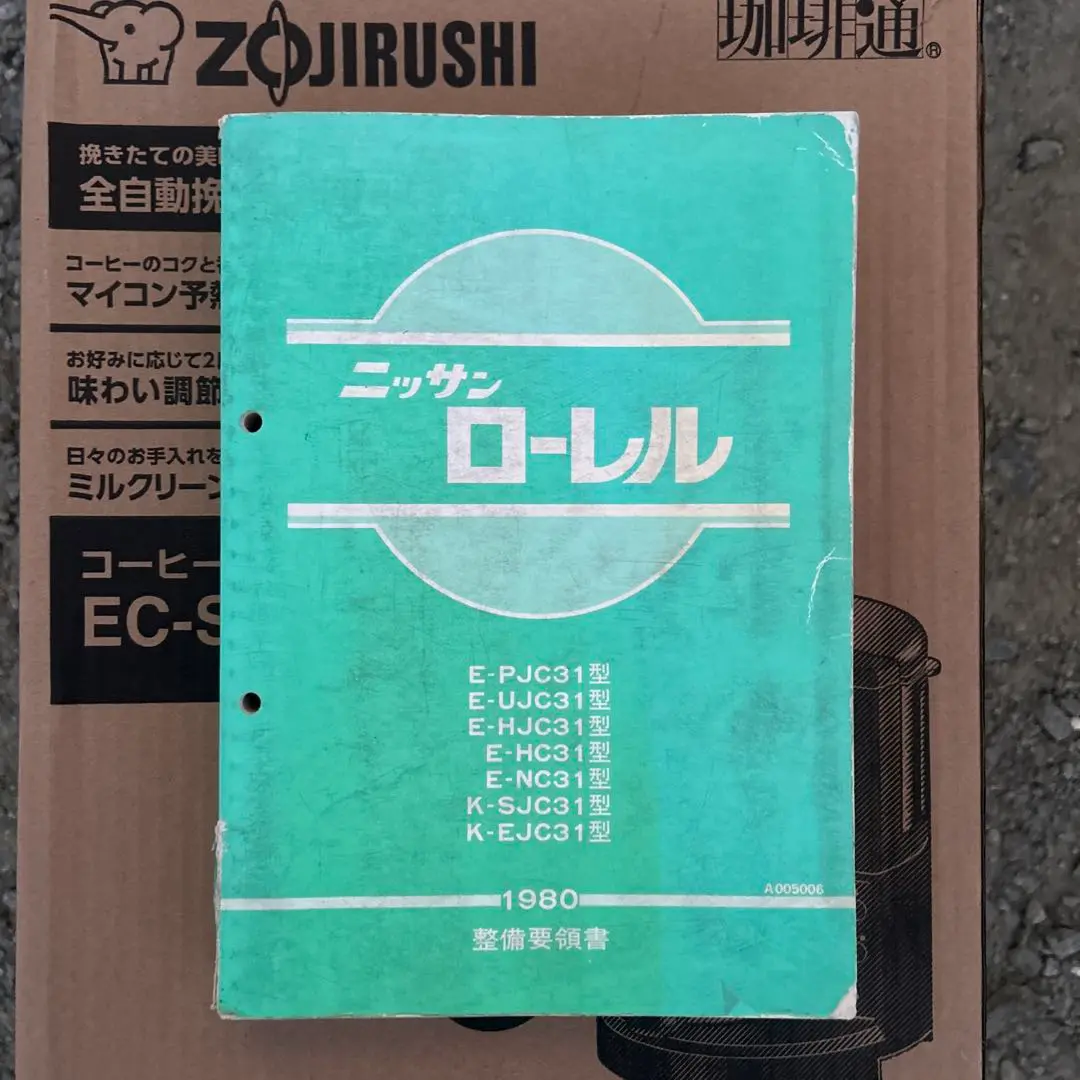 ZOJIRUSHI
珈琲通®
挽きたての美
全自動挽
コーヒーのコクと
マイコン予熱
お好みに応じて2
味わい調節
日々のお手入れを
ミルクリーン
コーヒー
EC-S
ニッサン
ローレル
E-PJC31型
E-UJC31型
E-HJC31型
E-HC31型
E-NC31型
K-SJC31型
K-EJC31型
A005006
1980
整備要領書